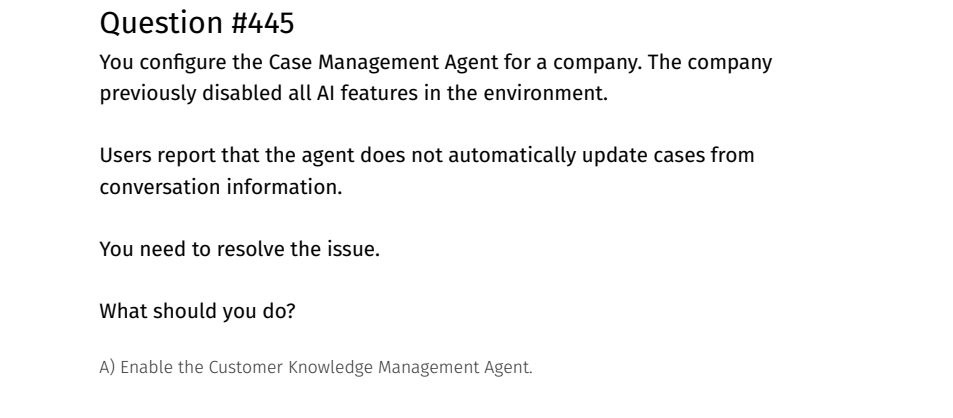 Question #445
You configure the Case Management Agent for a company. The company
previously disabled all AI features in the environment.
Users report that the agent does not automatically update cases from
conversation information.
You need to resolve the issue.
What should you do?
A) Enable the Customer Knowledge Management Agent.